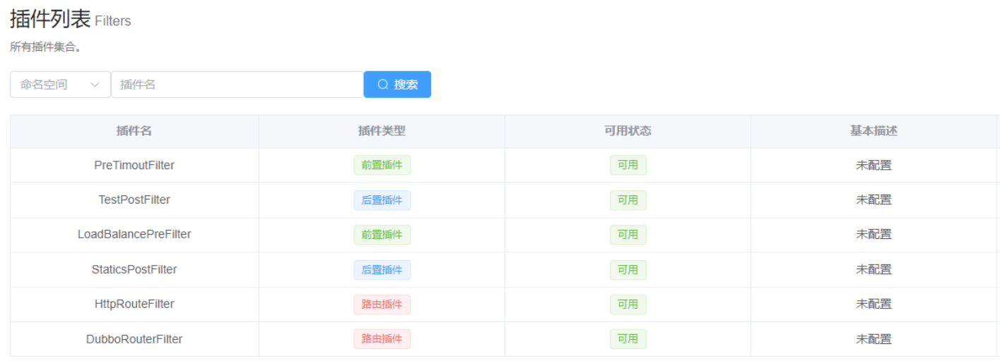 插件列表 Filters
所有插件集合。
命名空间 插件名 搜索
插件名 插件类型 可用状态 基本描述
PreTimoutFilter 前置插件 可用 未配置
TestPostFilter 后置插件 可用 未配置
LoadBalancePreFilter 前置插件 可用 未配置
StaticsPostFilter 后置插件 可用 未配置
HttpRouteFilter 路由插件 可用 未配置
DubboRouterFilter 路由插件 可用 未配置